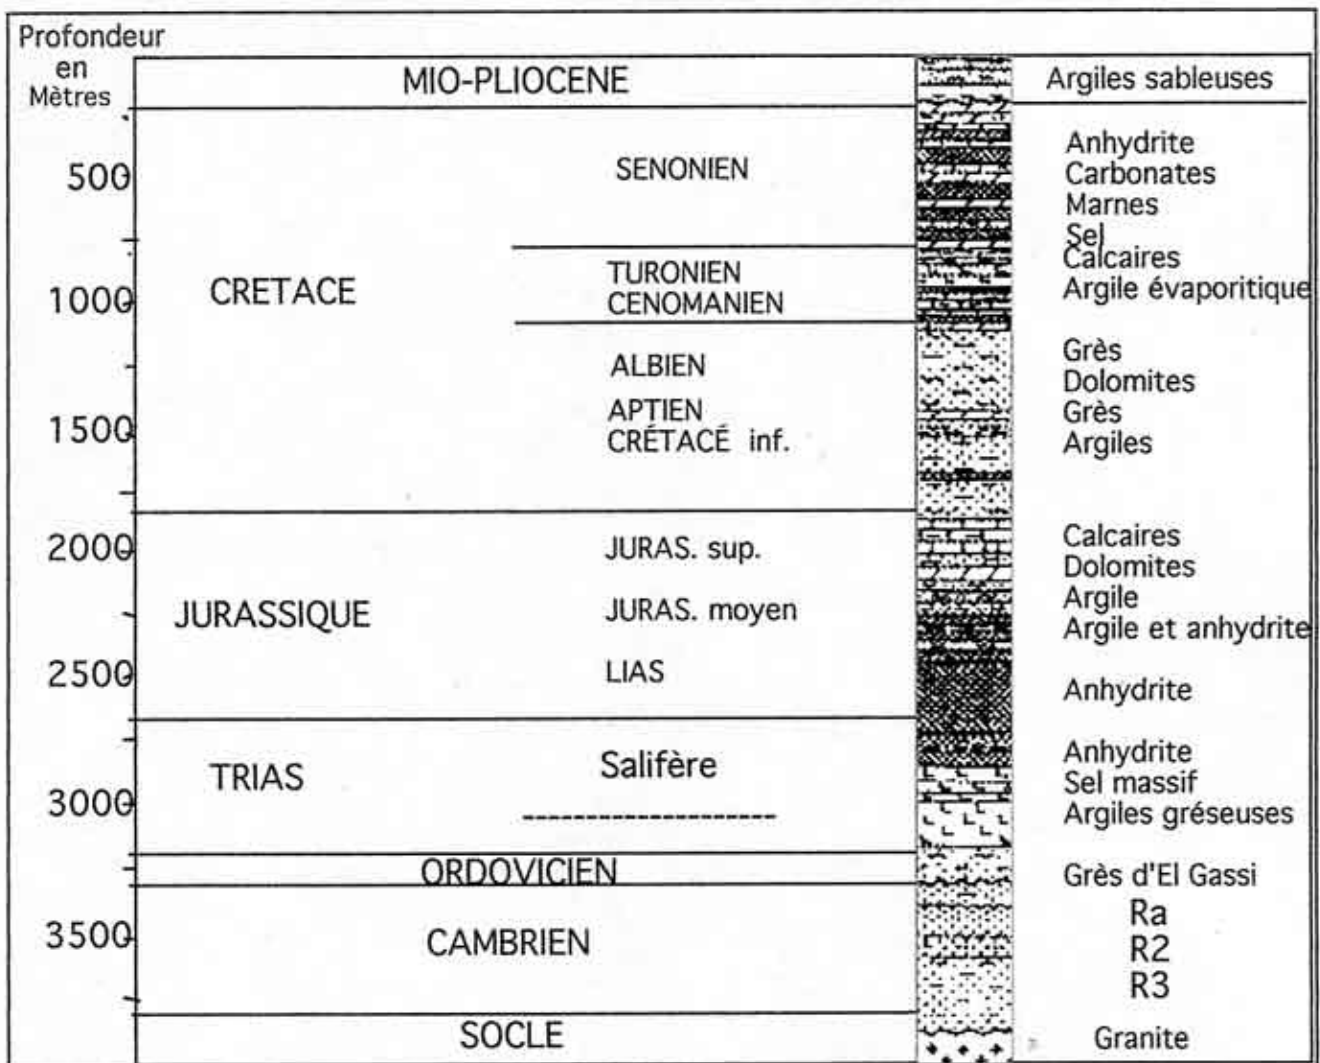 Profondeur
en
Mètres
MIO-PLIOCENE
Argiles sableuses
500
SENONIEN
Anhydrite
Carbonates
Marnes
Sel
1000
CRETACE
TURONIEN
CENOMANIEN
Calcaires
Argile évaporitique
ALBIEN
Grès
Dolomites
1500
APTIEN
CRÉTACÉ inf.
Grès
Argiles
2000
JURAS. sup.
Calcaires
Dolomites
JURASSIQUE
JURAS. moyen
Argile
Argile et anhydrite
2500
LIAS
Anhydrite
TRIAS
Salifère
Anhydrite
Sel massif
3000
Argiles gréseuses
ORDOVICIEN
Grès d'El Gassi
3500
CAMBRIEN
Ra
R2
R3
SOCLE
Granite